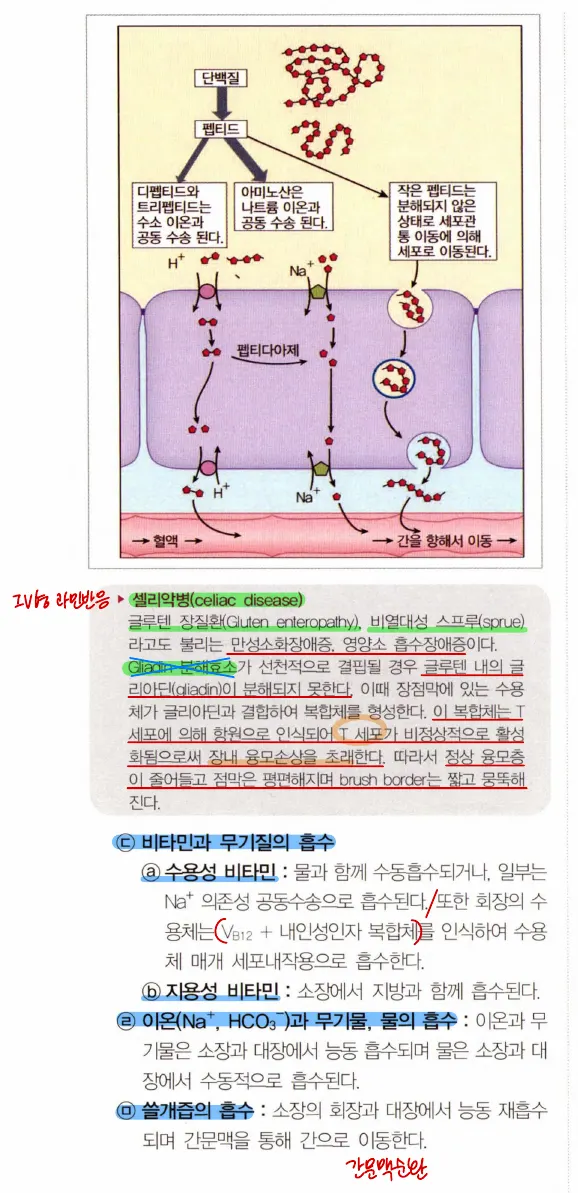 단백질
펩티드
디펩티드와
트리펩티드는
수소 이온과
공동 수송 된다.
아미노산은
나트륨 이온과
공동 수송 된다.
작은 펩티드는
분해되지 않은
상태로 세포관
통 이동에 의해
세포로 이동된다.
H+
Na+
펩티다아제
H+
Na+
혈액
간을 향해서 이동
▶ 셀리악병(celiac disease)
글루텐 장질환(Gluten enteropathy), 비열대성 스프루(sprue)
라고도 불리는 만성소화장애증, 영양소 흡수장애증이다.
Gliadin 분해효소가 선천적으로 결핍될 경우 글루텐 내의 글
리아딘(gliadin)이 분해되지 못한다. 이때 장점막에 있는 수용
체가 글리아딘과 결합하여 복합체를 형성한다. 이 복합체는 T
세포에 의해 항원으로 인식되어 T 세포가 비정상적으로 활성
화됨으로써 장내 융모손상을 초래한다. 따라서 정상 융모층
이 줄어들고 점막은 평편해지며 brush border는 짧고 뭉뚝해
진다.
㉢ 비타민과 무기질의 흡수
ⓐ 수용성 비타민 : 물과 함께 수동흡수되거나, 일부는
Na+ 의존성 공동수송으로 흡수된다. 또한 회장의 수
용체는 (VB12 + 내인성인자 복합체)를 인식하여 수용
체 매개 세포내작용으로 흡수한다.
ⓑ 지용성 비타민 : 소장에서 지방과 함께 흡수된다.
㉣ 이온(Na+, HCO3−)과 무기물, 물의 흡수 : 이온과 무
기물은 소장과 대장에서 능동 흡수되며 물은 소장과 대
장에서 수동적으로 흡수된다.
㉤ 쓸개즙의 흡수 : 소장의 회장과 대장에서 능동 재흡수
되며 간문맥을 통해 간으로 이동한다.
간문맥순환